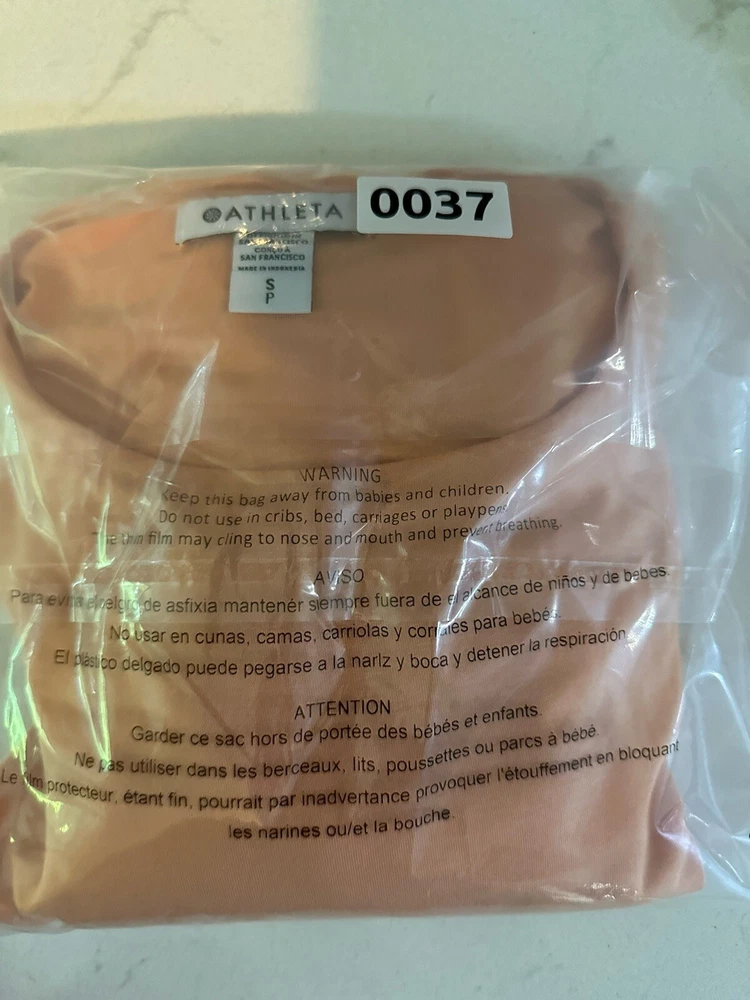 ATHLETA
0037
SAN FRANCISCO
CONÇU À
SAN FRANCISCO
MADE IN INDONESIA
S
P
WARNING
Keep this bag away from babies and children.
Do not use in cribs, bed, carriages or playpens
The thin film may cling to nose and mouth and prevent breathing.
AVISO
Para evitar de asfixia mantenér siempre fuera de el alcance de niños y de bebes.
No usar en cunas, camas, carriolas y corrales para bebés.
El plástico delgado puede pegarse a la narlz y boca y detener la respiración.
ATTENTION
Garder ce sac hors de portée des bébés et enfants.
Ne pas utiliser dans les berceaux, lits, poussettes ou parcs à bébé.
Le film protecteur, étant fin, pourrait par inadvertance provoquer l'étouffement en bloquant
les narines ou/et la bouche.